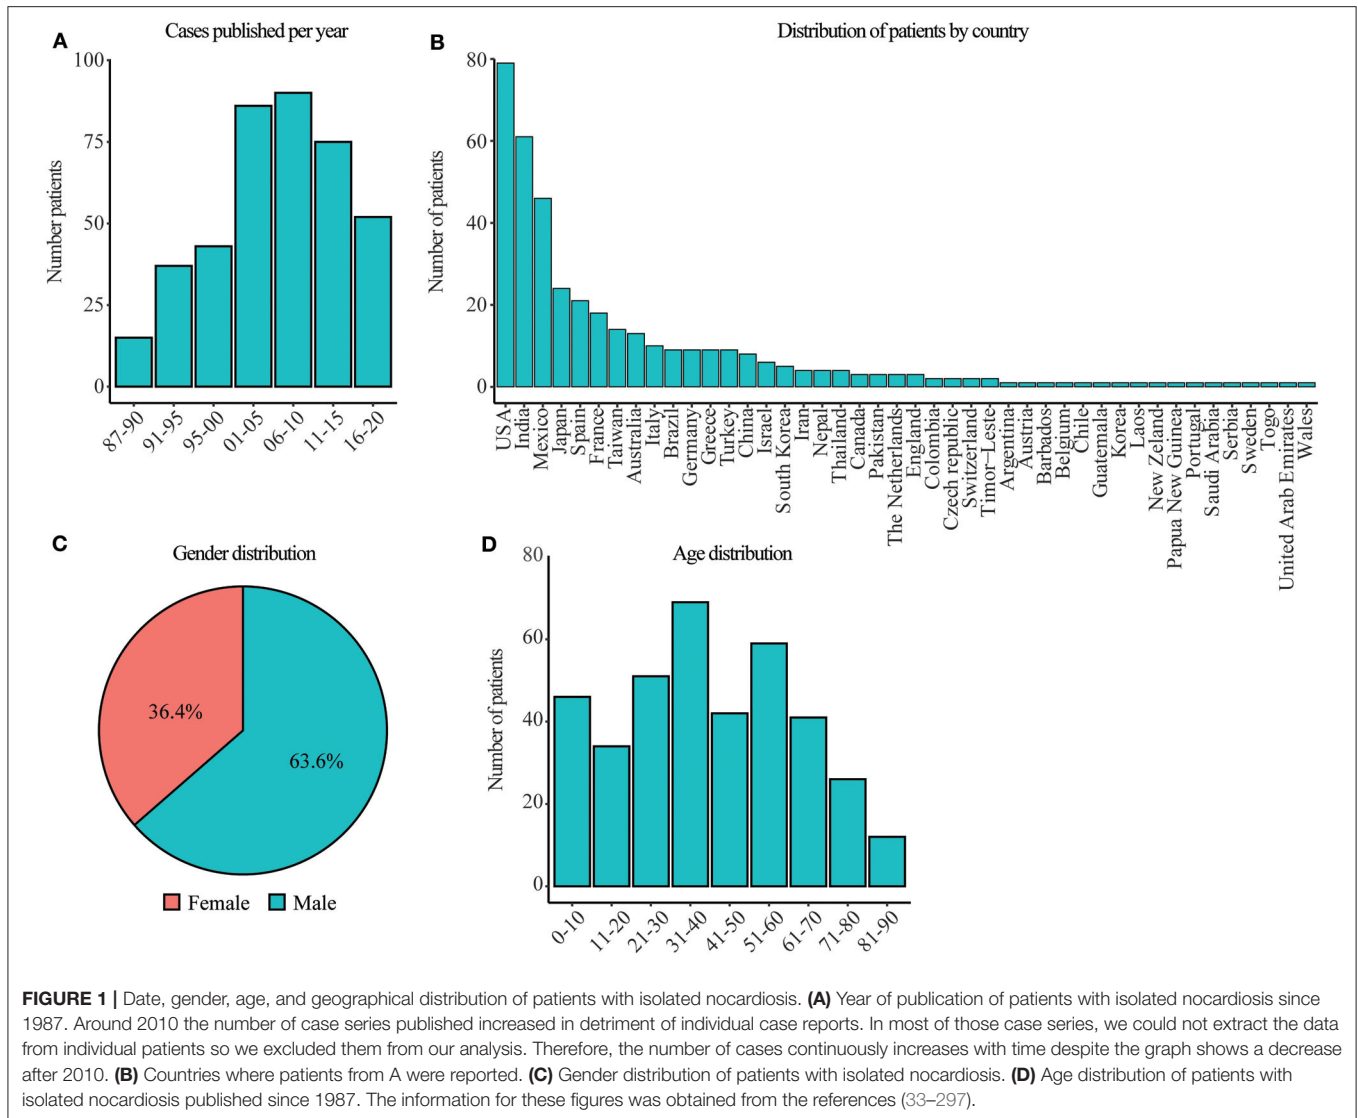 A
Cases published per year
Number patients
100
75
50
25
0
87-90
91-95
95-00
01-05
06-10
11-15
16-20
B
Distribution of patients by country
Number of patients
80
60
40
20
0
USA
India
Mexico
Japan
Spain
France
Taiwan
Australia
Italy
Brazil
Germany
Greece
Turkey
China
Israel
South Korea
Iran
Nepal
Thailand
Canada
Pakistan
The Netherlands
England
Colombia
Czech republic
Switzerland
Timor-Leste
Argentina
Austria
Barbados
Belgium
Chile
Guatemala
Korea
Laos
New Zeland
Papua New Guinea
Portugal
Saudi Arabia
Serbia
Sweden
Togo
United Arab Emirates
Wales
C
Gender distribution
36.4%
63.6%
Female Male
D
Age distribution
Number of patients
80
60
40
20
0
0-10
11-20
21-30
31-40
41-50
51-60
61-70
71-80
81-90
FIGURE 1 | Date, gender, age, and geographical distribution of patients with isolated nocardiosis. (A) Year of publication of patients with isolated nocardiosis since
1987. Around 2010 the number of case series published increased in detriment of individual case reports. In most of those case series, we could not extract the data
from individual patients so we excluded them from our analysis. Therefore, the number of cases continuously increases with time despite the graph shows a decrease
after 2010. (B) Countries where patients from A were reported. (C) Gender distribution of patients with isolated nocardiosis. (D) Age distribution of patients with
isolated nocardiosis published since 1987. The information for these figures was obtained from the references (33–297).